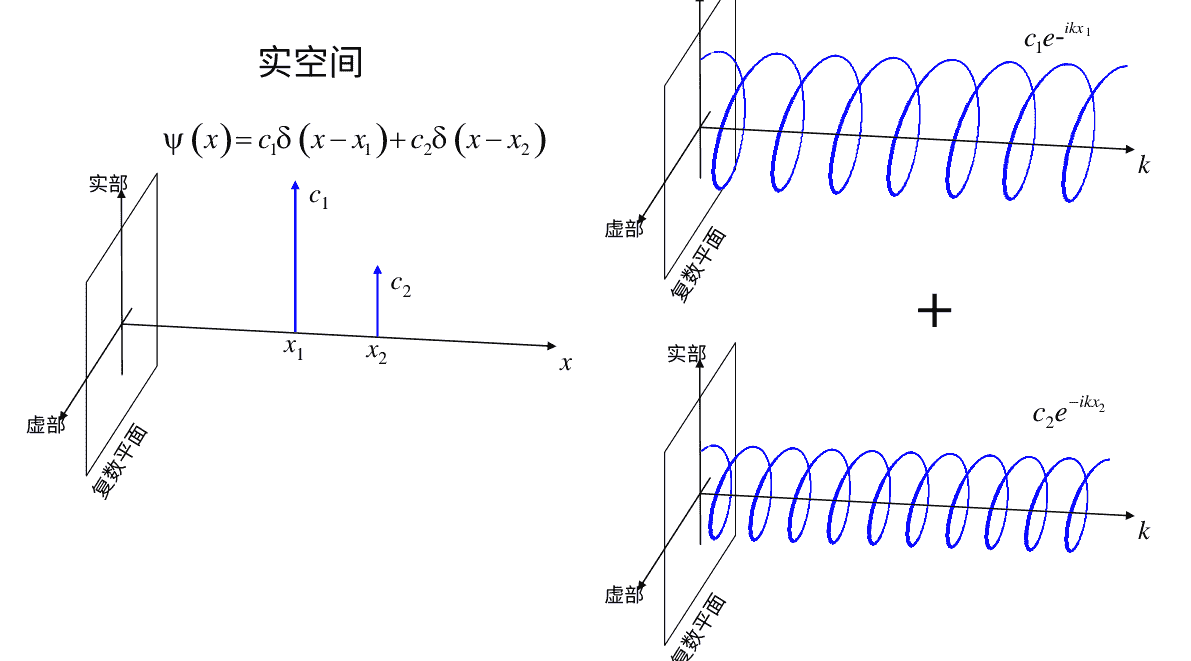 实空间
ψ(x)=c₁δ(x−x₁)+c₂δ(x−x₂)
实部
c₁
c₂
x₁
x₂
x
虚部
复数平面
c₁e-ⁱᵏˣ₁
k
虚部
复数平面
+
实部
c₂e^{−ikx₂}
k
虚部
复数平面